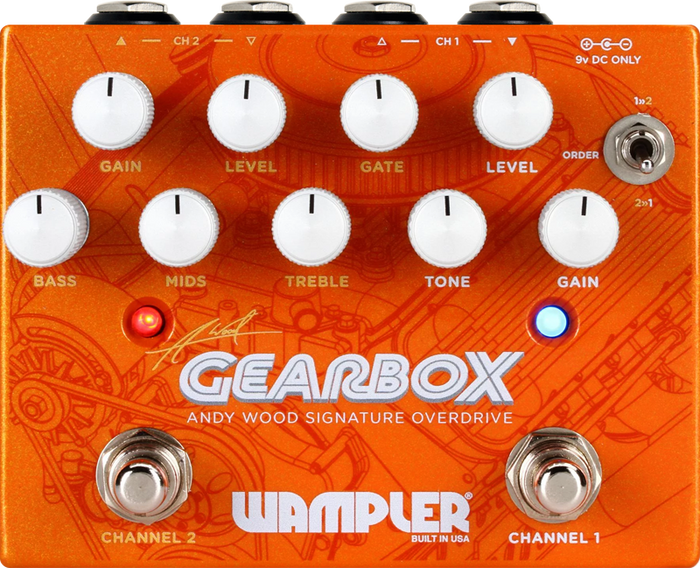 CH 2
CH 1
9v DC ONLY
1»2
GAIN
LEVEL
GATE
LEVEL
ORDER
2»1
BASS
MIDS
TREBLE
TONE
GAIN
A Wood
GEARBOX
ANDY WOOD SIGNATURE OVERDRIVE
WAMPLER®
BUILT IN USA
CHANNEL 2
CHANNEL 1